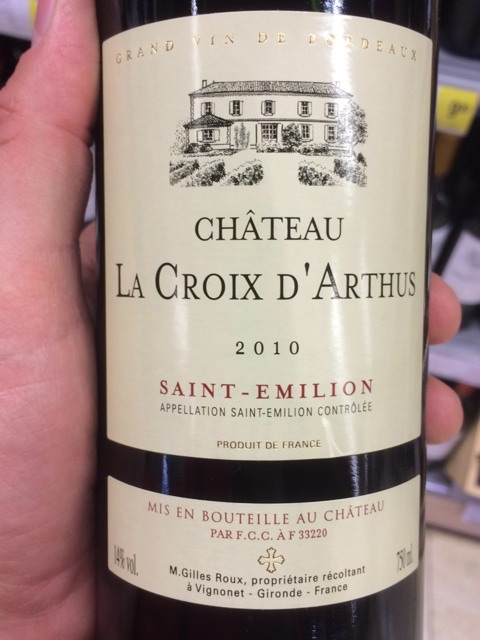 GRAND VIN DE BORDEAUX
CHÂTEAU
LA CROIX D'ARTHUS
2010
SAINT-EMILION
APPELLATION SAINT-EMILION CONTRÔLÉE
PRODUIT DE FRANCE
MIS EN BOUTEILLE AU CHÂTEAU
PAR F.C.C. À F 33220
14% vol.
750 ml
M.Gilles Roux, propriétaire récoltant
à Vignonet - Gironde - France